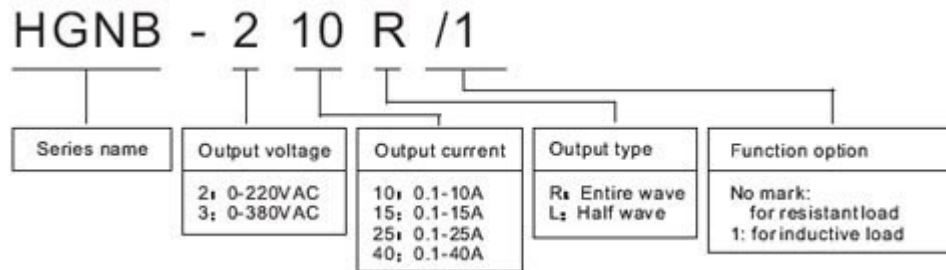 HGNB - 2 10 R /1
Series name
Output voltage
2: 0-220VAC
3: 0-380VAC
Output current
10: 0.1-10A
15: 0.1-15A
25: 0.1-25A
40: 0.1-40A
Output type
R: Entire wave
L: Half wave
Function option
No mark:
for resistantload
1: forinductive load